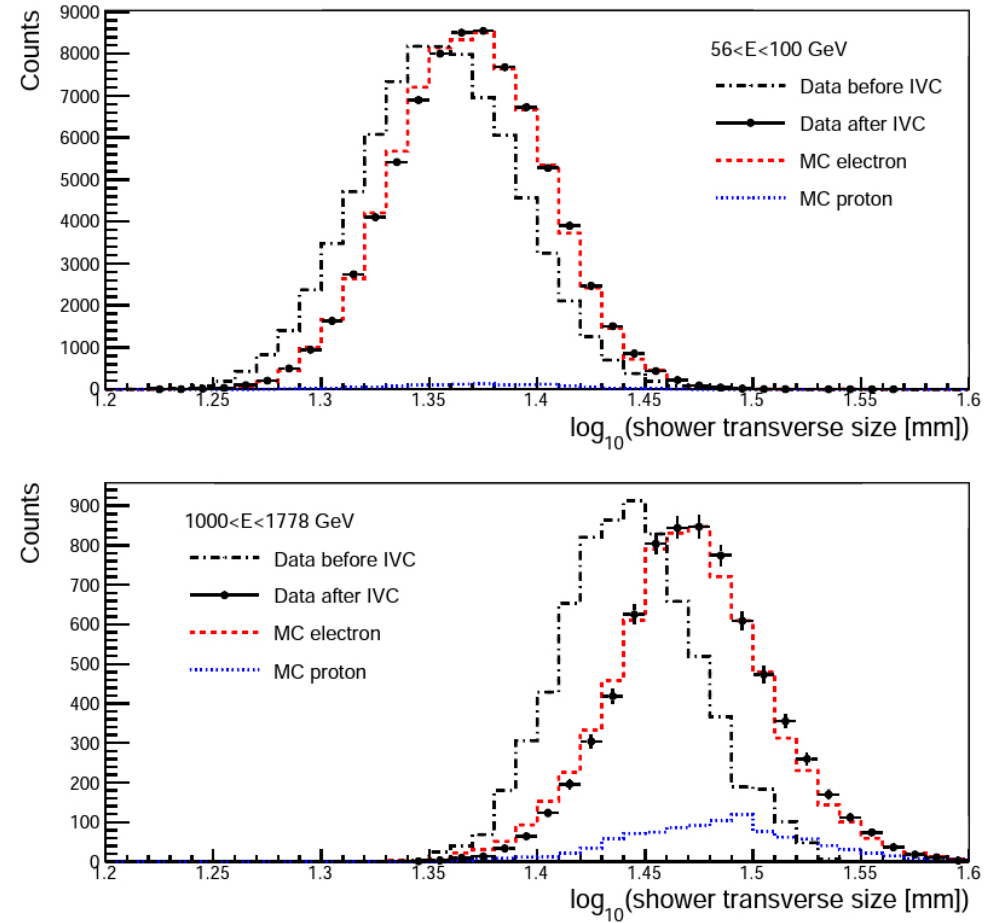 Counts
9000
8000
7000
6000
5000
4000
3000
2000
1000
0
56<E<100 GeV
Data before IVC
Data after IVC
MC electron
MC proton
1.2 1.25 1.3 1.35 1.4 1.45 1.5 1.55 1.6
log10(shower transverse size [mm])
Counts
900
800
700
600
500
400
300
200
100
0
1000<E<1778 GeV
Data before IVC
Data after IVC
MC electron
MC proton
1.2 1.25 1.3 1.35 1.4 1.45 1.5 1.55 1.6
log10(shower transverse size [mm])